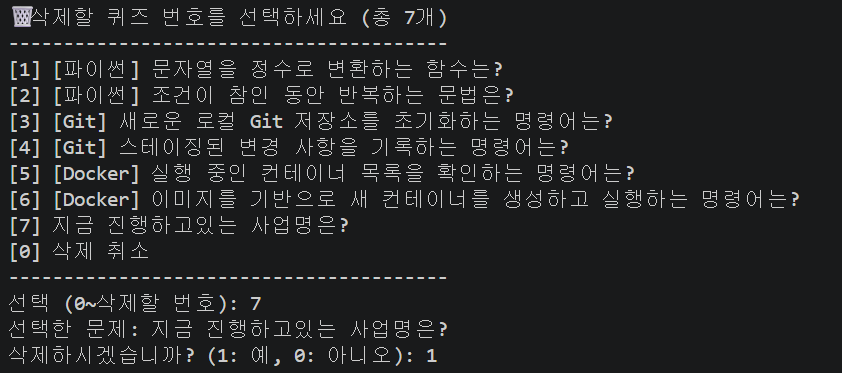 🗑️삭제할 퀴즈 번호를 선택하세요 (총 7개)
----------------------------------------
[1] [파이썬] 문자열을 정수로 변환하는 함수는?
[2] [파이썬] 조건이 참인 동안 반복하는 문법은?
[3] [Git] 새로운 로컬 Git 저장소를 초기화하는 명령어는?
[4] [Git] 스테이징된 변경 사항을 기록하는 명령어는?
[5] [Docker] 실행 중인 컨테이너 목록을 확인하는 명령어는?
[6] [Docker] 이미지를 기반으로 새 컨테이너를 생성하고 실행하는 명령어는?
[7] 지금 진행하고있는 사업명은?
[0] 삭제 취소
----------------------------------------
선택 (0~삭제할 번호): 7
선택한 문제: 지금 진행하고있는 사업명은?
삭제하시겠습니까? (1: 예, 0: 아니오): 1